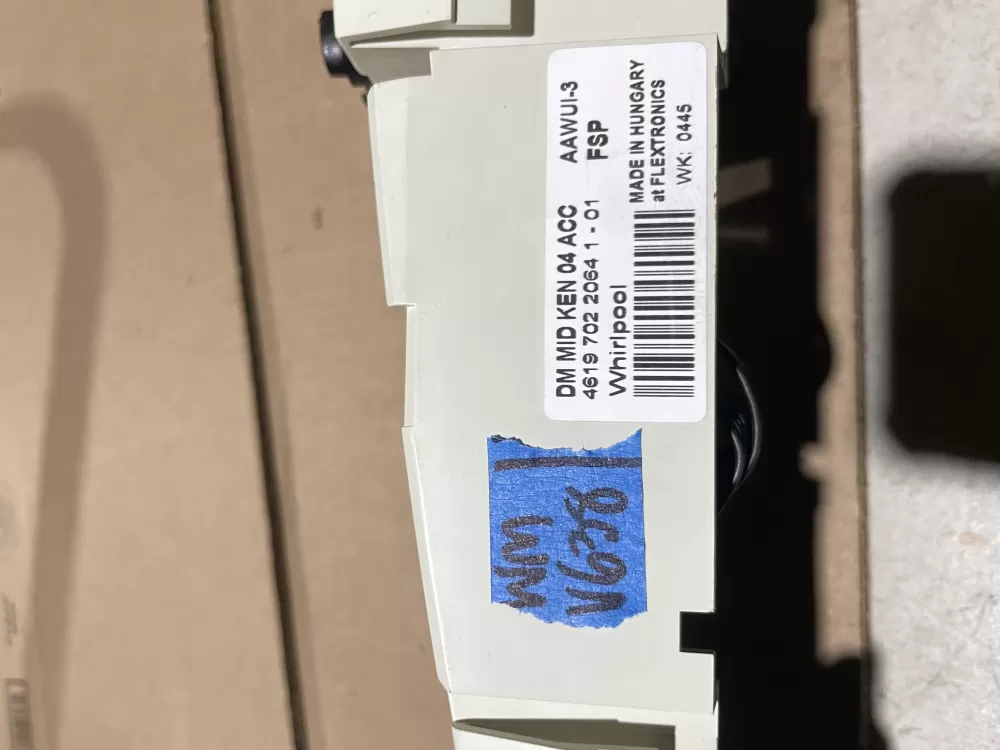 DM MID KEN 04 ACC AAWUI-3
4619 702 2064 1 - 01 FSP
Whirlpool
MADE IN HUNGARY
at FLEXTRONICS
WK: 0445
WM
V638